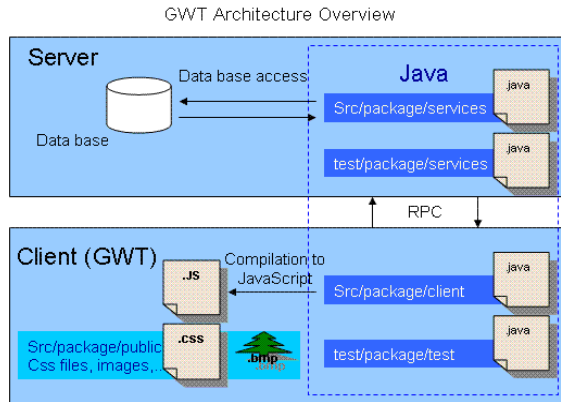 GWT Architecture Overview
Server
Data base access
Java
.java
Src/package/services
Data base
.java
test/package/services
RPC
Client (GWT)
Compilation to
JavaScript
.JS
java
Src/package/client
.css
Src/package/public
Css files, images,..
.bmp
java
test/package/test